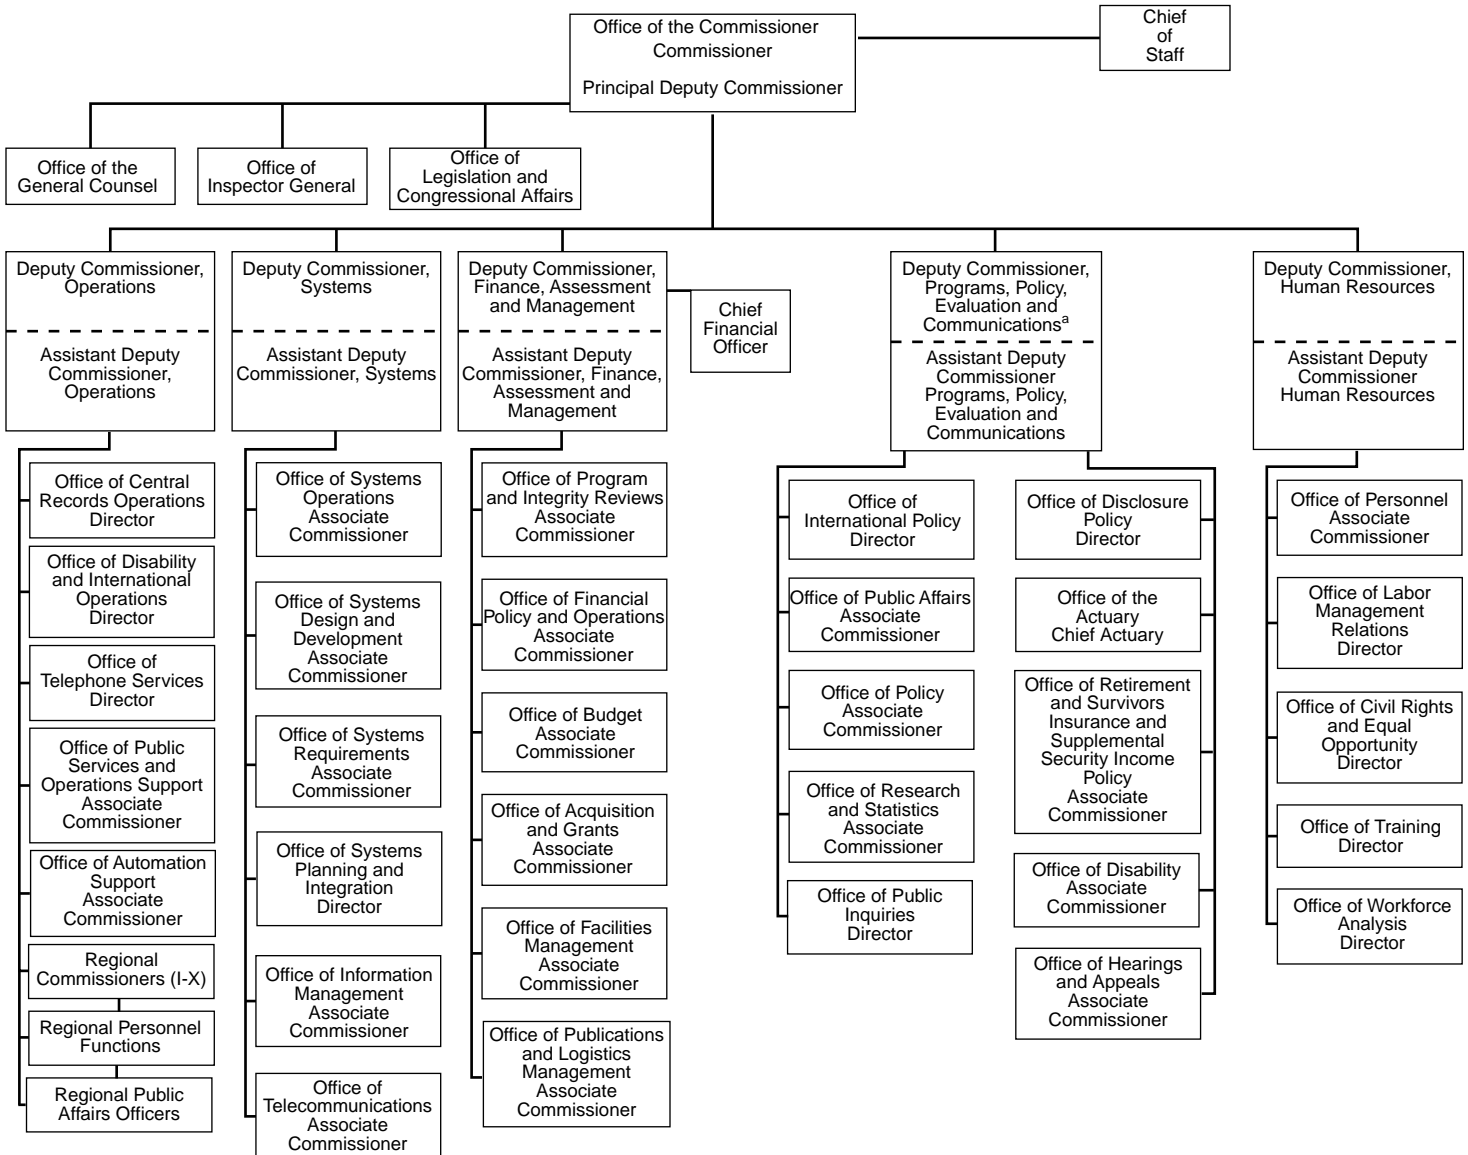 Office of the Commissioner
Commissioner
Principal Deputy Commissioner
Chief
of
Staff
Office of the
General Counsel
Office of
Inspector General
Office of
Legislation and
Congressional Affairs
Deputy Commissioner,
Operations
Assistant Deputy
Commissioner,
Operations
Deputy Commissioner,
Systems
Assistant Deputy
Commissioner, Systems
Deputy Commissioner,
Finance, Assessment
and Management
Assistant Deputy
Commissioner, Finance,
Assessment and
Management
Chief
Financial
Officer
Deputy Commissioner,
Programs, Policy,
Evaluation and
Communicationsa
Assistant Deputy
Commissioner
Programs, Policy,
Evaluation and
Communications
Deputy Commissioner,
Human Resources
Assistant Deputy
Commissioner
Human Resources
Office of Central
Records Operations
Director
Office of Disability
and International
Operations
Director
Office of
Telephone Services
Director
Office of Public
Services and
Operations Support
Associate
Commissioner
Office of Automation
Support
Associate
Commissioner
Regional
Commissioners (I-X)
Regional Personnel
Functions
Regional Public
Affairs Officers
Office of Systems
Operations
Associate
Commissioner
Office of Systems
Design and
Development
Associate
Commissioner
Office of Systems
Requirements
Associate
Commissioner
Office of Systems
Planning and
Integration
Director
Office of Information
Management
Associate
Commissioner
Office of
Telecommunications
Associate
Commissioner
Office of Program
and Integrity Reviews
Associate
Commissioner
Office of Financial
Policy and Operations
Associate
Commissioner
Office of Budget
Associate
Commissioner
Office of Acquisition
and Grants
Associate
Commissioner
Office of Facilities
Management
Associate
Commissioner
Office of Publications
and Logistics
Management
Associate
Commissioner
Office of
International Policy
Director
Office of Public Affairs
Associate
Commissioner
Office of Policy
Associate
Commissioner
Office of Research
and Statistics
Associate
Commissioner
Office of Public
Inquiries
Director
Office of Disclosure
Policy
Director
Office of the
Actuary
Chief Actuary
Office of Retirement
and Survivors
Insurance and
Supplemental
Security Income
Policy
Associate
Commissioner
Office of Disability
Associate
Commissioner
Office of Hearings
and Appeals
Associate
Commissioner
Office of Personnel
Associate
Commissioner
Office of Labor
Management
Relations
Director
Office of Civil Rights
and Equal
Opportunity
Director
Office of Training
Director
Office of Workforce
Analysis
Director